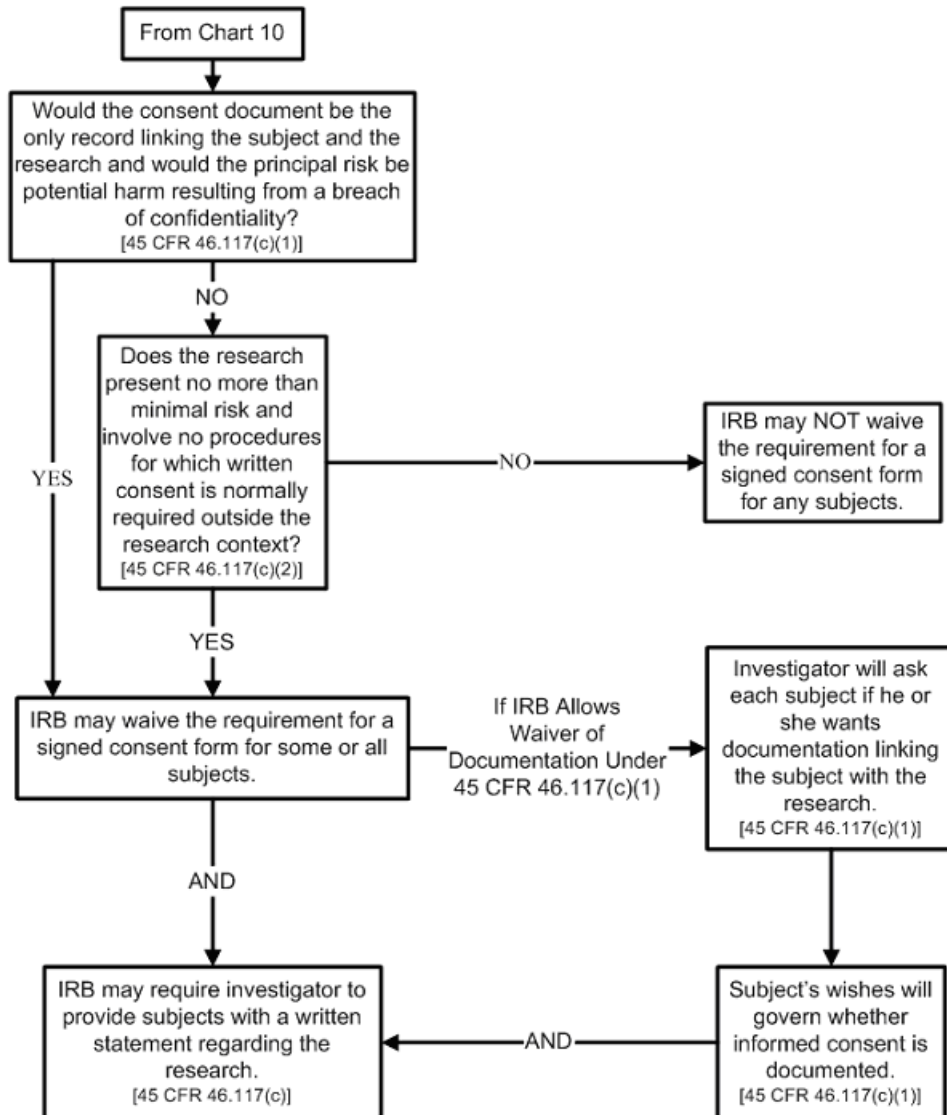 From Chart 10
Would the consent document be the
only record linking the subject and the
research and would the principal risk be
potential harm resulting from a breach
of confidentiality?
[45 CFR 46.117(c)(1)]
NO
YES
Does the research
present no more than
minimal risk and
involve no procedures
for which written
consent is normally
required outside the
research context?
[45 CFR 46.117(c)(2)]
NO
IRB may NOT waive
the requirement for a
signed consent form
for any subjects.
YES
IRB may waive the requirement for a
signed consent form for some or all
subjects.
If IRB Allows
Waiver of
Documentation Under
45 CFR 46.117(c)(1)
Investigator will ask
each subject if he or
she wants
documentation linking
the subject with the
research.
[45 CFR 46.117(c)(1)]
AND
IRB may require investigator to
provide subjects with a written
statement regarding the
research.
[45 CFR 46.117(c)]
AND
Subject's wishes will
govern whether
informed consent is
documented.
[45 CFR 46.117(c)(1)]